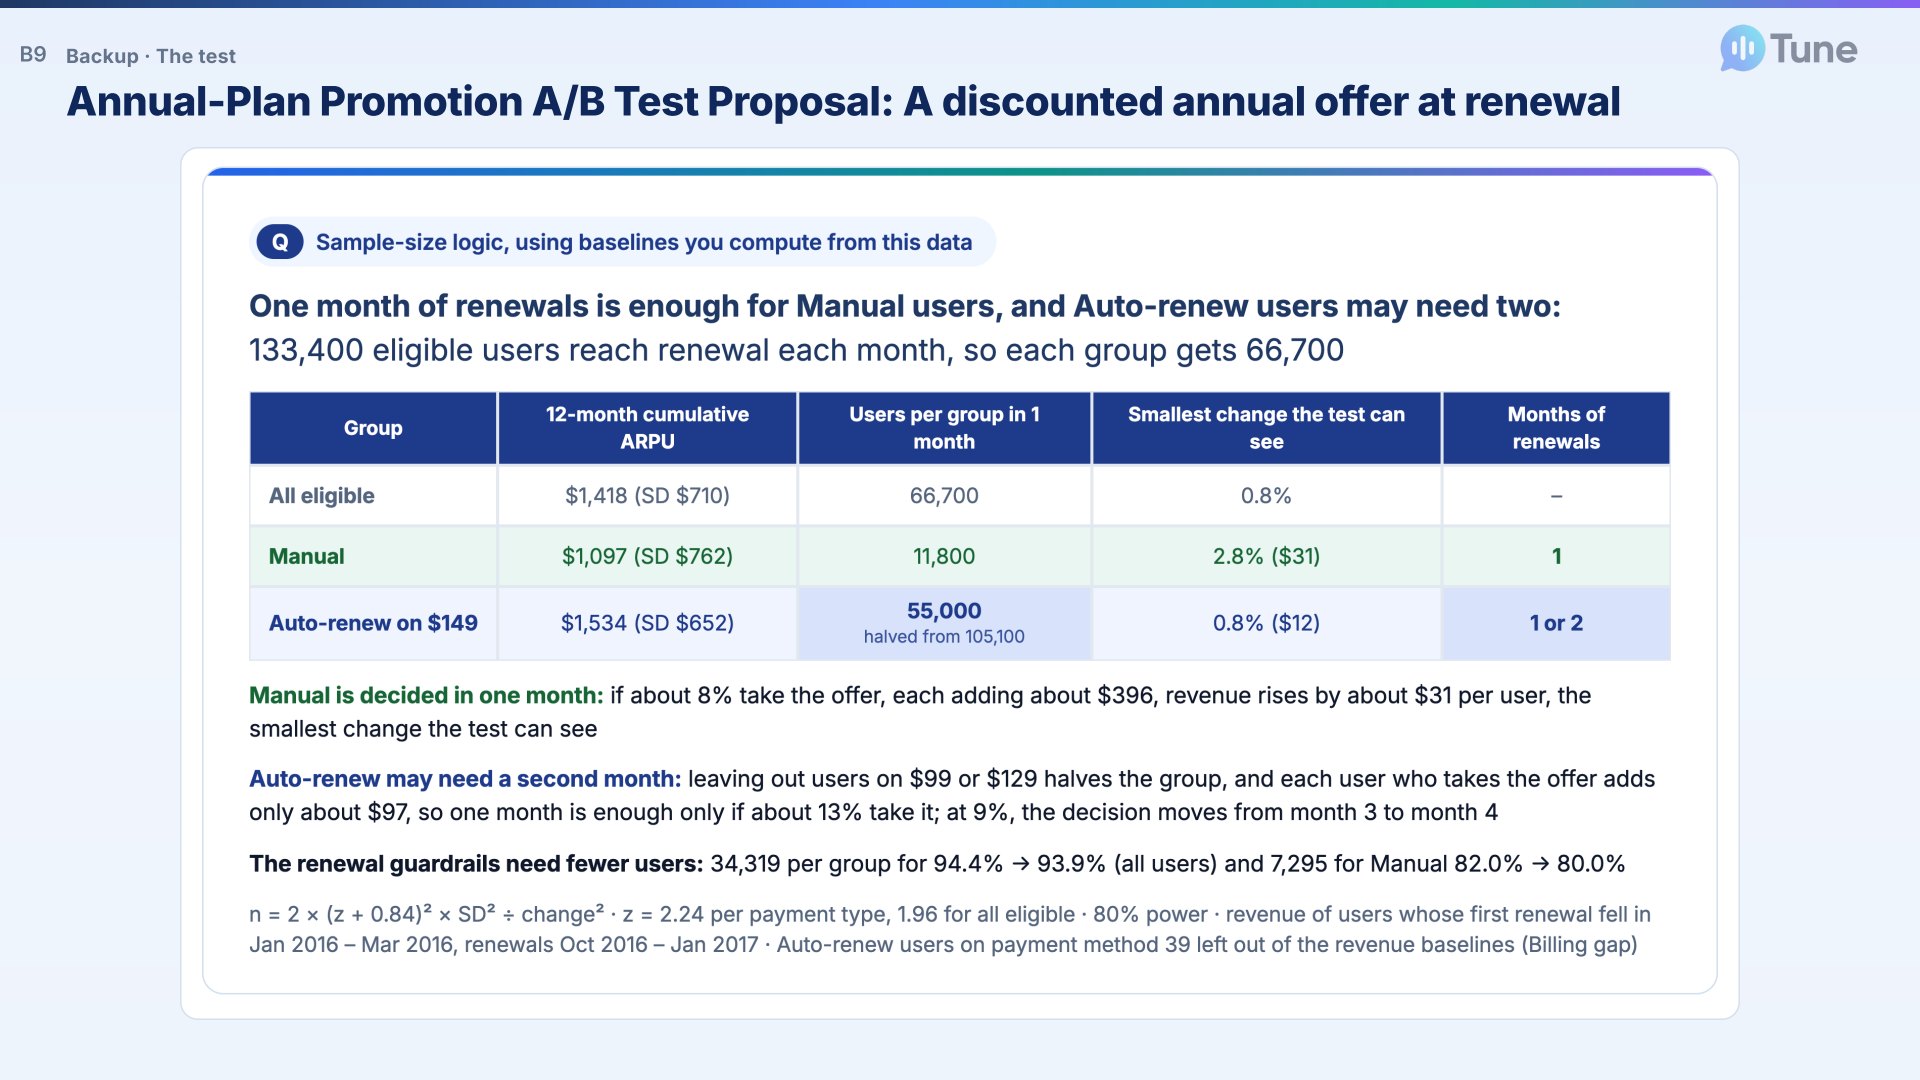 B9 Backup · The test
Tune
Annual-Plan Promotion A/B Test Proposal: A discounted annual offer at renewal
Q Sample-size logic, using baselines you compute from this data
One month of renewals is enough for Manual users, and Auto-renew users may need two:
133,400 eligible users reach renewal each month, so each group gets 66,700
Group
12-month cumulative
ARPU
Users per group in 1
month
Smallest change the test can
see
Months of
renewals
All eligible
$1,418 (SD $710)
66,700
0.8%
–
Manual
$1,097 (SD $762)
11,800
2.8% ($31)
1
Auto-renew on $149
$1,534 (SD $652)
55,000
halved from 105,100
0.8% ($12)
1 or 2
Manual is decided in one month: if about 8% take the offer, each adding about $396, revenue rises by about $31 per user, the
smallest change the test can see
Auto-renew may need a second month: leaving out users on $99 or $129 halves the group, and each user who takes the offer adds
only about $97, so one month is enough only if about 13% take it; at 9%, the decision moves from month 3 to month 4
The renewal guardrails need fewer users: 34,319 per group for 94.4% → 93.9% (all users) and 7,295 for Manual 82.0% → 80.0%
n = 2 × (z + 0.84)² × SD² ÷ change² · z = 2.24 per payment type, 1.96 for all eligible · 80% power · revenue of users whose first renewal fell in
Jan 2016 – Mar 2016, renewals Oct 2016 – Jan 2017 · Auto-renew users on payment method 39 left out of the revenue baselines (Billing gap)